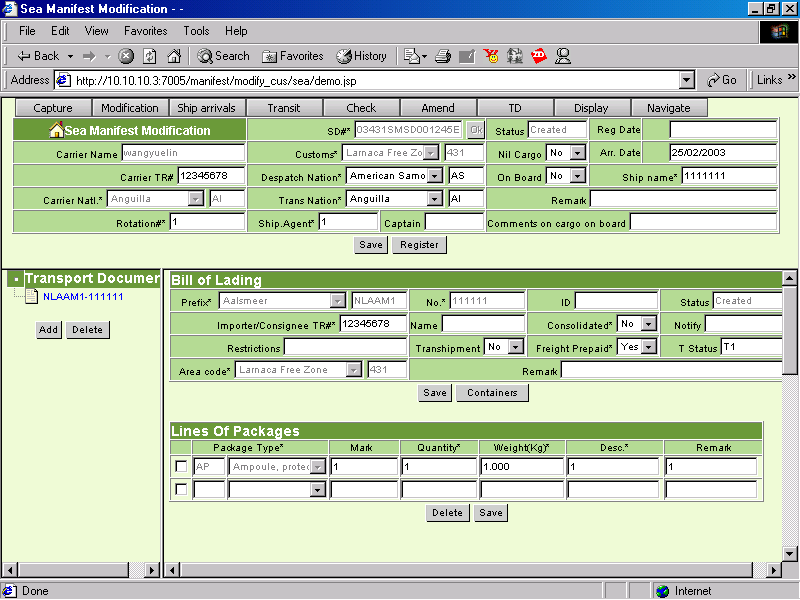 Sea Manifest Modification - -
File Edit View Favorites Tools Help
Back Search Favorites History
Address http://10.10.10.3:7005/manifest/modify_cus/sea/demo.jsp Go Links »
Capture Modification Ship arrivals Transit Check Amend TD Display Navigate
Sea Manifest Modification SD#* 03431SMSD001245E Ok Status Created Reg Date
Carrier Name wangyuelin Customs* Larnaca Free Zo 431 Nil Cargo No Arr. Date 25/02/2003
Carrier TR# 12345678 Despatch Nation* American Samo AS On Board No Ship name* 1111111
Carrier Natl.* Anguilla AI Trans Nation* Anguilla AI Remark
Rotation#* 1 Ship.Agent* 1 Captain Comments on cargo on board
Save Register
Transport Documer
NLAAM1-111111
Add Delete
Bill of Lading
Prefix* Aalsmeer NLAAM1 No.* 111111 ID Status Created
Importer/Consignee TR#* 12345678 Name Consolidated* No Notify
Restrictions Transhipment No Freight Prepaid* Yes T Status T1
Area code* Larnaca Free Zone 431 Remark
Save Containers
Lines Of Packages
Package Type* Mark Quantity* Weight(Kg)* Desc.* Remark
AP Ampoule, protec 1 1 1.000 1 1
Delete Save
Done Internet